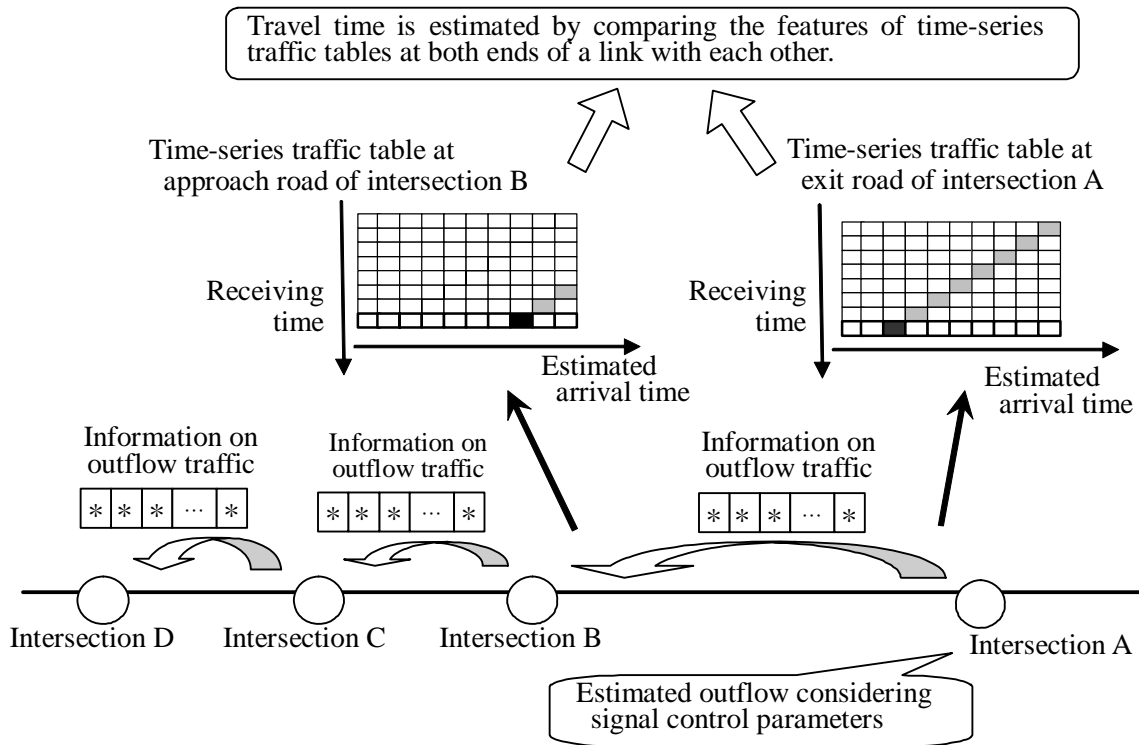 Travel time is estimated by comparing the features of time-series
traffic tables at both ends of a link with each other.
Time-series traffic table at
approach road of intersection B
Time-series traffic table at
exit road of intersection A
Receiving
time
Estimated
arrival time
Receiving
time
Estimated
arrival time
Information on
outflow traffic
* * * ... *
Information on
outflow traffic
* * * ... *
Information on
outflow traffic
* * * ... *
Intersection D
Intersection C
Intersection B
Intersection A
Estimated outflow considering
signal control parameters